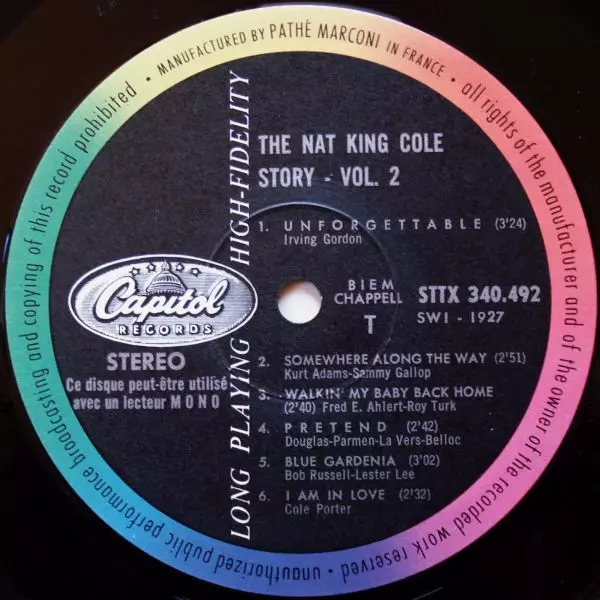 • MANUFACTURED BY PATHÉ MARCONI IN FRANCE • all rights of the manufacturer and of the owner of the recorded work reserved • unauthorized public performance broadcasting and copying of this record prohibited
LONG PLAYING HIGH-FIDELITY
THE NAT KING COLE
STORY - VOL. 2
1. UNFORGETTABLE (3'24)
Irving Gordon
Capitol
RECORDS
STEREO
Ce disque peut-être utilisé
avec un lecteur MONO
BIEM
CHAPPELL
T
STTX 340.492
SWI - 1927
2. SOMEWHERE ALONG THE WAY (2'51)
Kurt Adams-Sammy Gallop
3. WALKIN' MY BABY BACK HOME
(2'40) Fred E. Ahlert-Roy Turk
4. PRETEND (2'42)
Douglas-Parmen-La Vers-Belloc
5. BLUE GARDENIA (3'02)
Bob Russell-Lester Lee
6. I AM IN LOVE (2'32)
Cole Porter